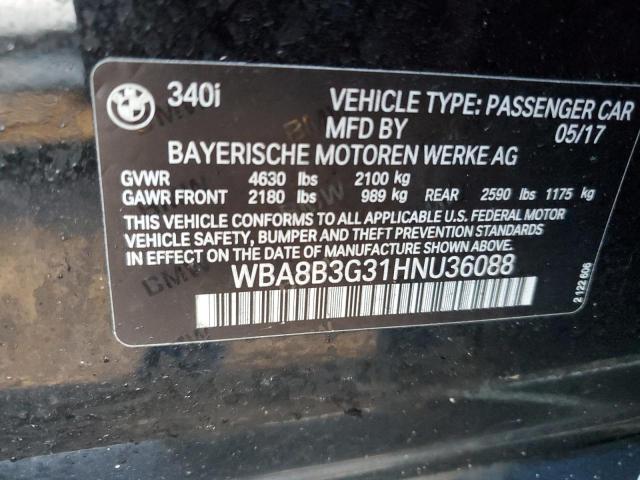 BMW 340i VEHICLE TYPE: PASSENGER CAR
MFD BY 05/17
BAYERISCHE MOTOREN WERKE AG
GVWR 4630 lbs 2100 kg
GAWR FRONT 2180 lbs 989 kg REAR 2590 lbs 1175 kg
THIS VEHICLE CONFORMS TO ALL APPLICABLE U.S. FEDERAL MOTOR
VEHICLE SAFETY, BUMPER, AND THEFT PREVENTION STANDARDS
IN EFFECT ON THE DATE OF MANUFACTURE SHOWN ABOVE.
WBA8B3G31HNU36088
2 122 606